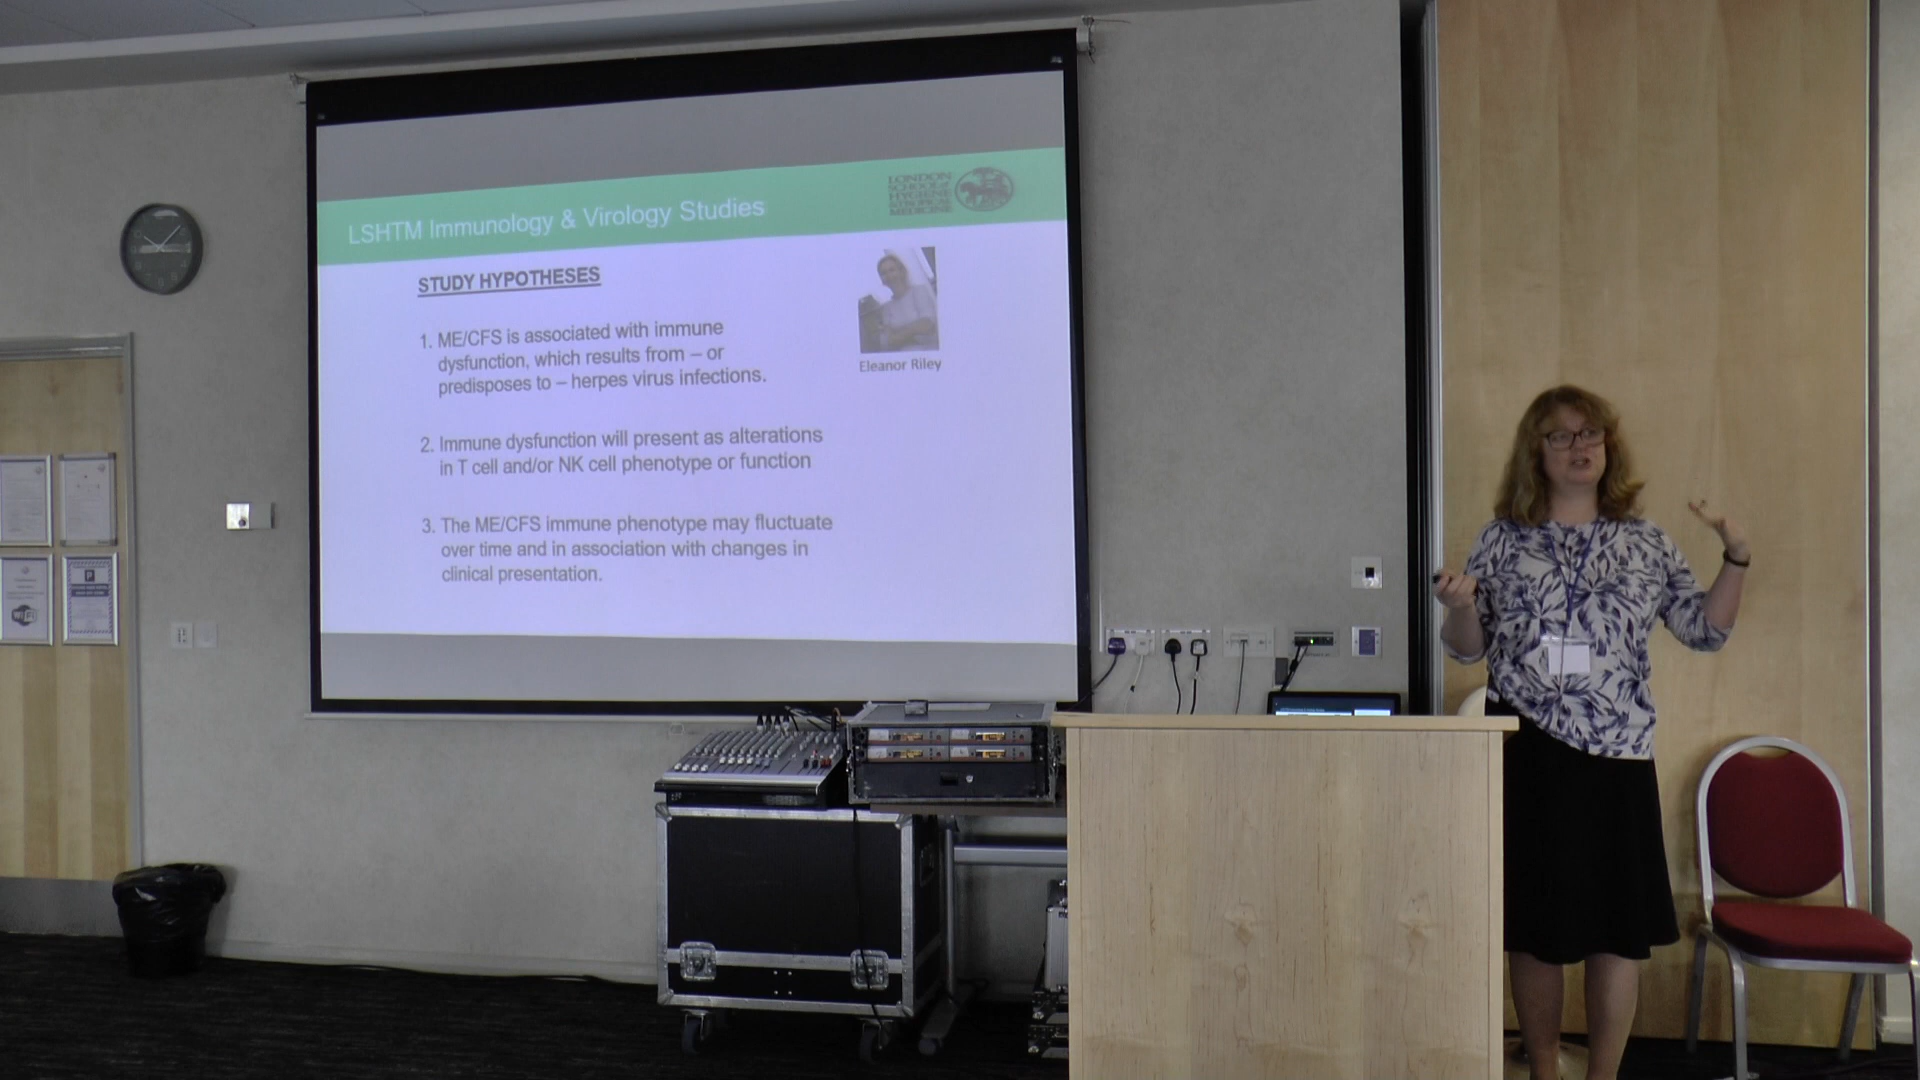 LSHTM Immunology & Virology Studies
LONDON
SCHOOL of
HYGIENE
& TROPICAL
MEDICINE
STUDY HYPOTHESES
1. ME/CFS is associated with immune
dysfunction, which results from – or
predisposes to – herpes virus infections.
Eleanor Riley
2. Immune dysfunction will present as alterations
in T cell and/or NK cell phenotype or function
3. The ME/CFS immune phenotype may fluctuate
over time and in association with changes in
clinical presentation.
P
WiFi